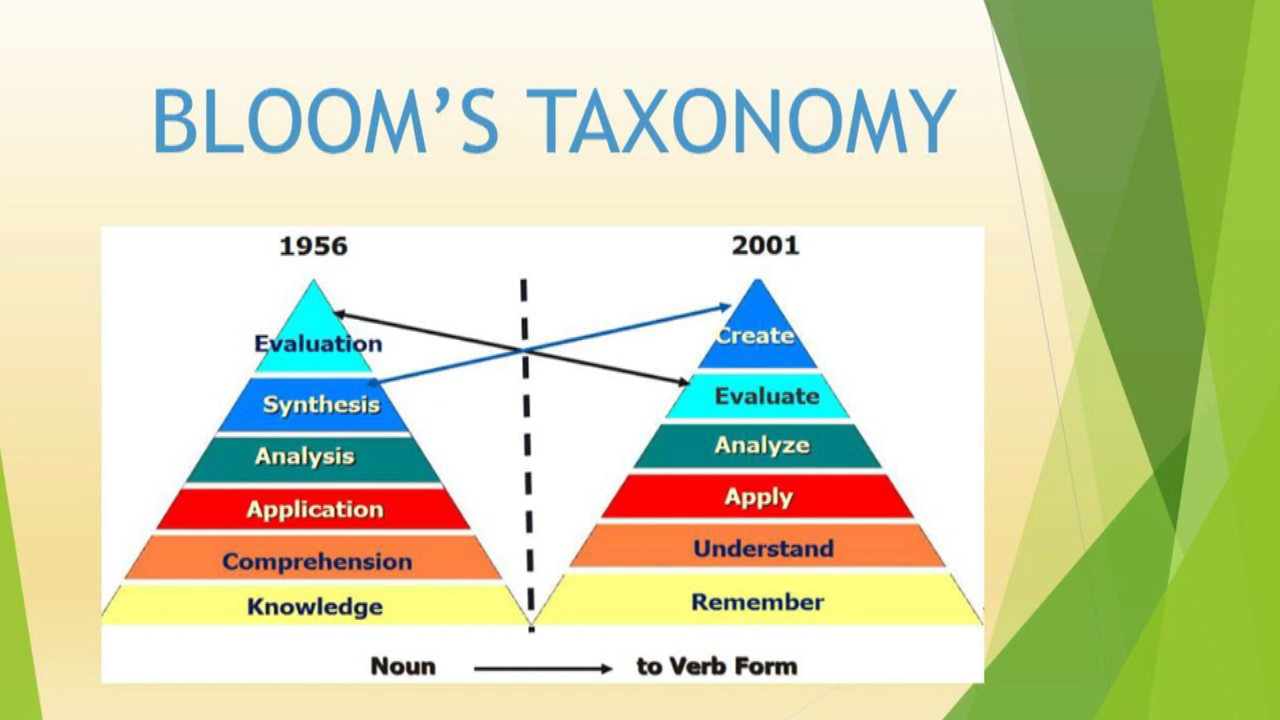 BLOOM’S TAXONOMY
1956
2001
Evaluation
Synthesis
Analysis
Application
Comprehension
Knowledge
Create
Evaluate
Analyze
Apply
Understand
Remember
Noun
to Verb Form